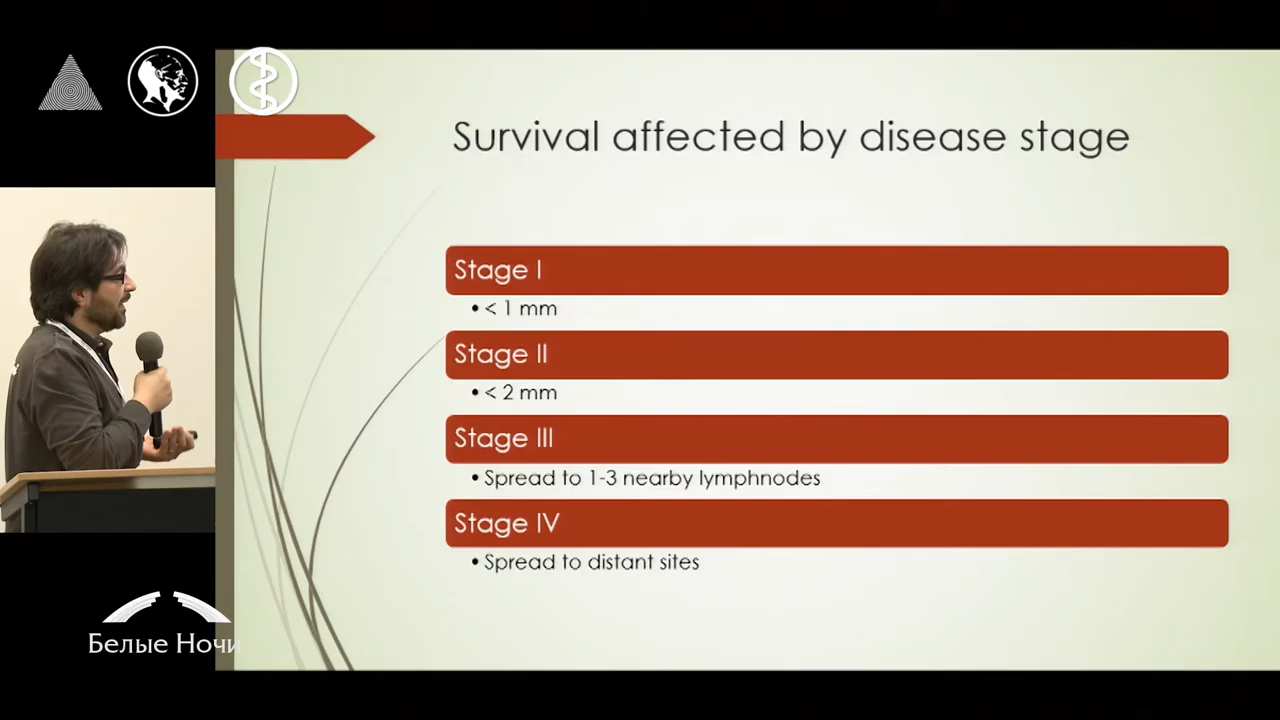 Survival affected by disease stage
Stage I
• < 1 mm
Stage II
• < 2 mm
Stage III
• Spread to 1-3 nearby lymphnodes
Stage IV
• Spread to distant sites
Белые Ночи